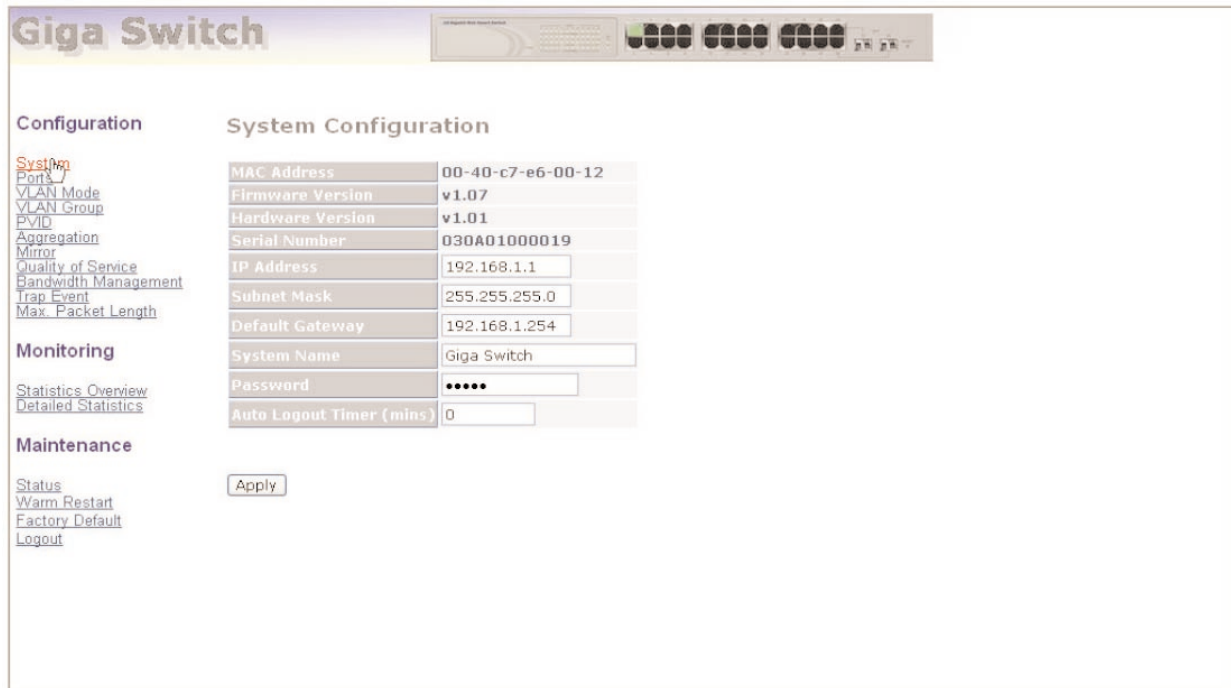 Giga Switch
Configuration
System
Port
VLAN Mode
VLAN Group
PVID
Aggregation
Mirror
Quality of Service
Bandwidth Management
Trap Event
Max. Packet Length
Monitoring
Statistics Overview
Detailed Statistics
Maintenance
Status
Warm Restart
Factory Default
Logout
System Configuration
MAC Address 00-40-c7-e6-00-12
Firmware Version v1.07
Hardware Version v1.01
Serial Number 030A01000019
IP Address 192.168.1.1
Subnet Mask 255.255.255.0
Default Gateway 192.168.1.254
System Name Giga Switch
Password •••••
Auto Logout Timer (mins) 0
Apply